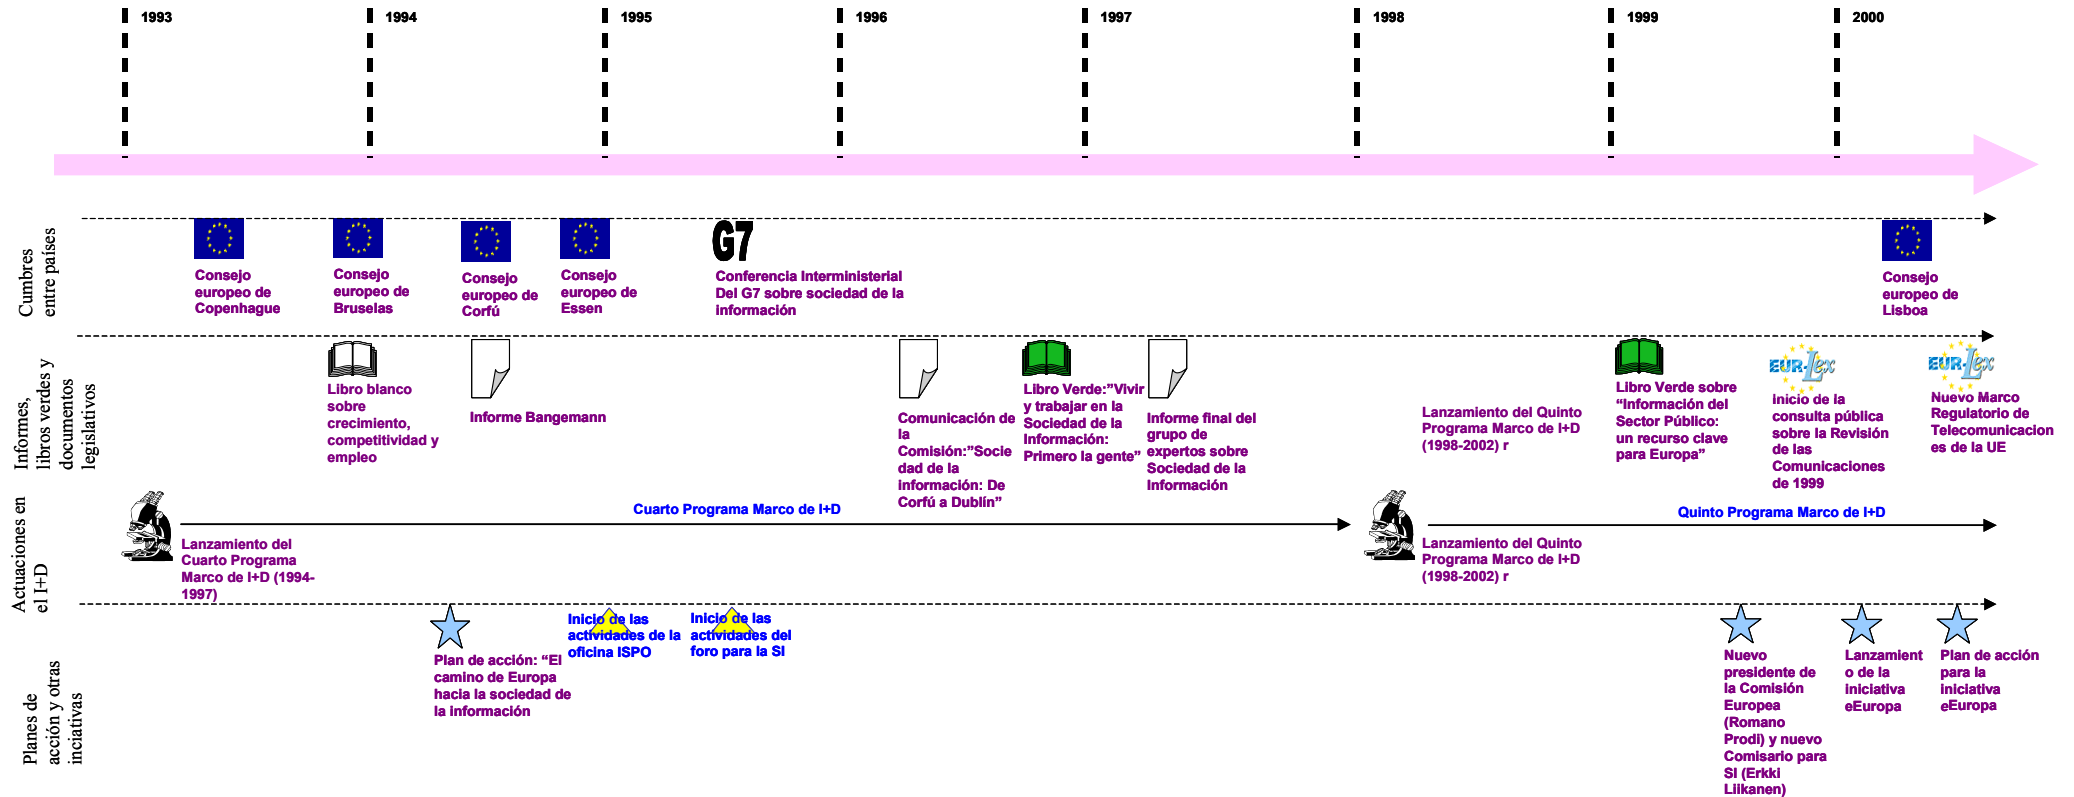 1993
1994
1995
1996
1997
1998
1999
2000
Cumbres
entre países
Consejo
europeo de
Copenhague
Consejo
europeo de
Bruselas
Consejo
europeo de
Corfú
Consejo
europeo de
Essen
G7
Conferencia Interministerial
Del G7 sobre sociedad de la
información
Consejo
europeo de
Lisboa
Informes,
libros verdes y
documentos
legislativos
Libro blanco
sobre
crecimiento,
competitividad y
empleo
Informe Bangemann
Comunicación de
la
Comisión:”Socie
dad de la
información: De
Corfú a Dublín”
Libro Verde:”Vivir
y trabajar en la
Sociedad de la
Información:
Primero la gente”
Informe final del
grupo de
expertos sobre
Sociedad de la
Información
Lanzamiento del Quinto
Programa Marco de I+D
(1998-2002) r
Libro Verde sobre
“Información del
Sector Público:
un recurso clave
para Europa”
EUR-Lex
Inicio de la
consulta pública
sobre la Revisión
de las
Comunicaciones
de 1999
EUR-Lex
Nuevo Marco
Regulatorio de
Telecomunicacion
es de la UE
Actuaciones en
el I+D
Lanzamiento del
Cuarto Programa
Marco de I+D (1994-
1997)
Cuarto Programa Marco de I+D
Lanzamiento del Quinto
Programa Marco de I+D
(1998-2002) r
Quinto Programa Marco de I+D
Planes de
acción y otras
inciativas
Plan de acción: “El
camino de Europa
hacia la sociedad de
la información
Inicio de las
actividades de la
oficina ISPO
Inicio de las
actividades del
foro para la SI
Nuevo
presidente de
la Comisión
Europea
(Romano
Prodi) y nuevo
Comisario para
SI (Erkki
Liikanen)
Lanzamient
o de la
iniciativa
eEuropa
Plan de acción
para la
iniciativa
eEuropa